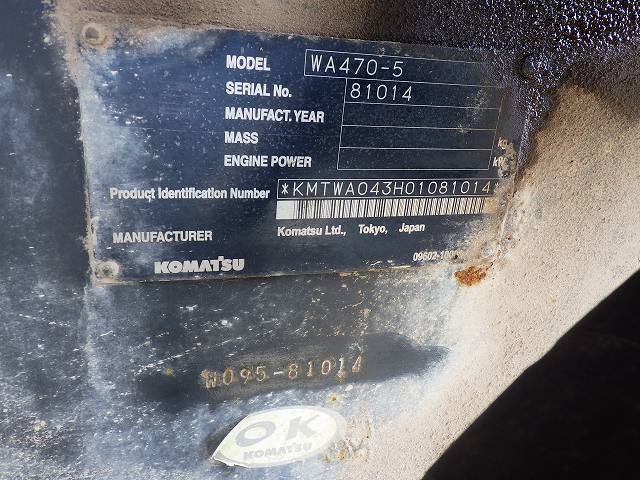 MODEL WA470-5
SERIAL No. 81014
MANUFACT. YEAR
MASS kg
ENGINE POWER
Product Identification Number *KMTWA043H01081014*
MANUFACTURER Komatsu Ltd., Tokyo, Japan
KOMATSU
W095-81014
OK
KOMATSU